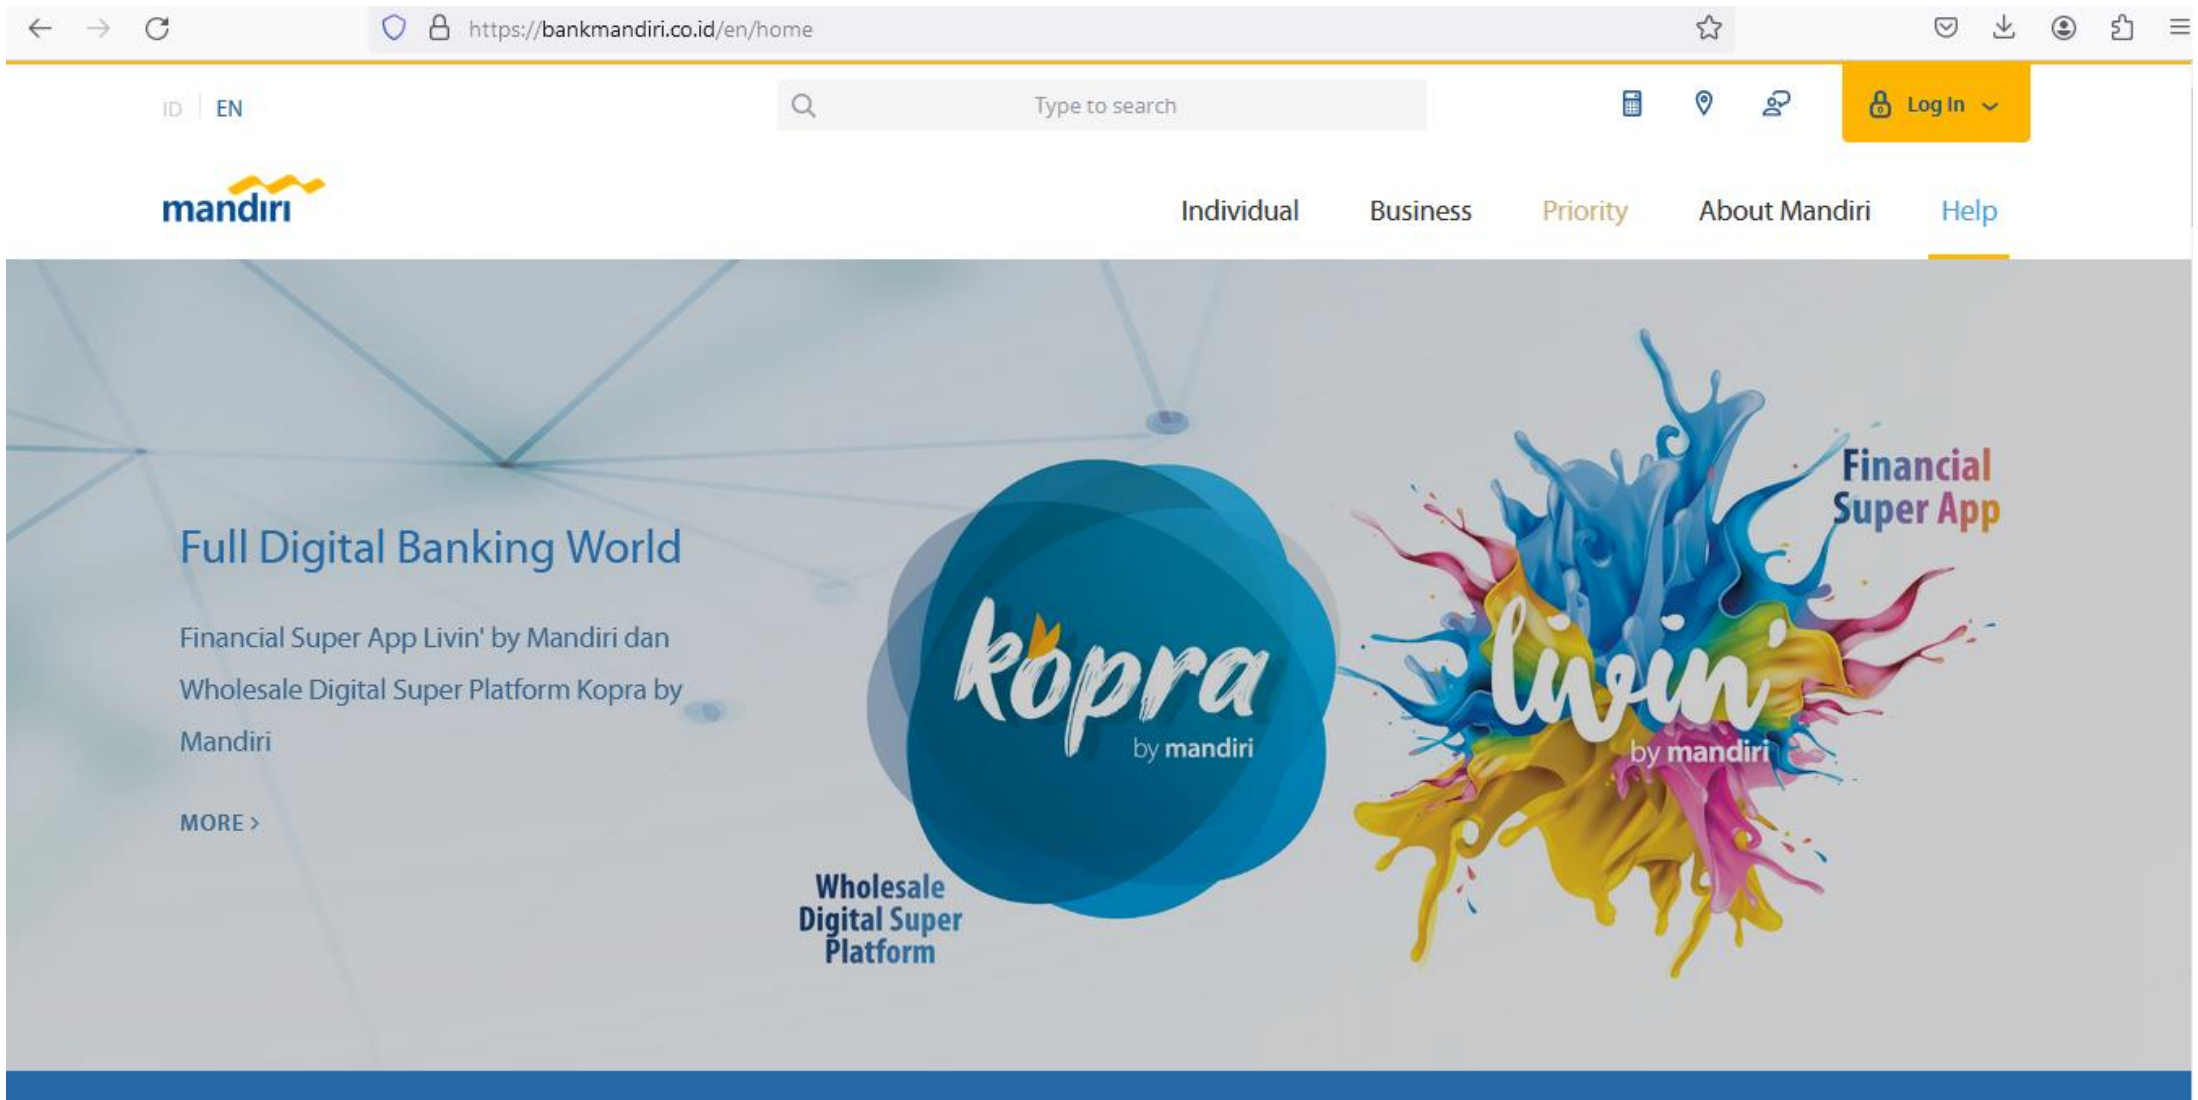 https://bankmandiri.co.id/en/home
ID EN
Type to search
Log In
mandiri
Individual Business Priority About Mandiri Help
Full Digital Banking World
Financial Super App Livin' by Mandiri dan
Wholesale Digital Super Platform Kopra by
Mandiri
MORE >
kopra
by mandiri
Wholesale
Digital Super
Platform
Financial
Super App
livin'
by mandiri